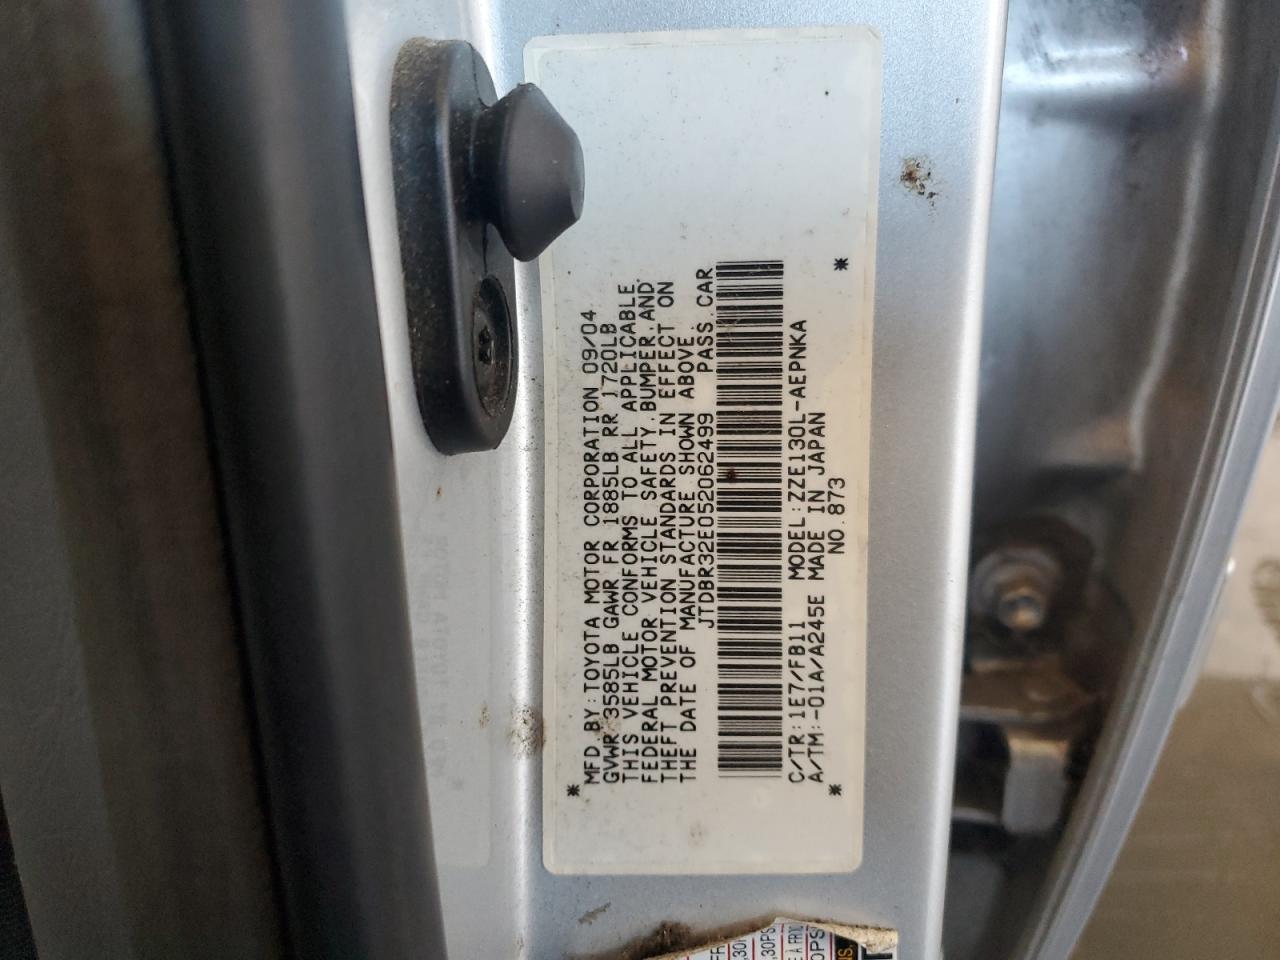 MFD.BY:TOYOTA MOTOR CORPORATION 09/04
GVWR 3585LB GAWR FR 1885LB RR 1720LB
THIS VEHICLE CONFORMS TO ALL APPLICABLE
FEDERAL MOTOR VEHICLE SAFETY,BUMPER,AND
THEFT PREVENTION STANDARDS IN EFFECT ON
THE DATE OF MANUFACTURE SHOWN ABOVE.
JTDBR32E052062499 PASS.CAR
C/TR:1E7/FB11 MODEL:ZZE130L-AEPNKA
A/TM:-01A/A245E MADE IN JAPAN
* NO.873 *